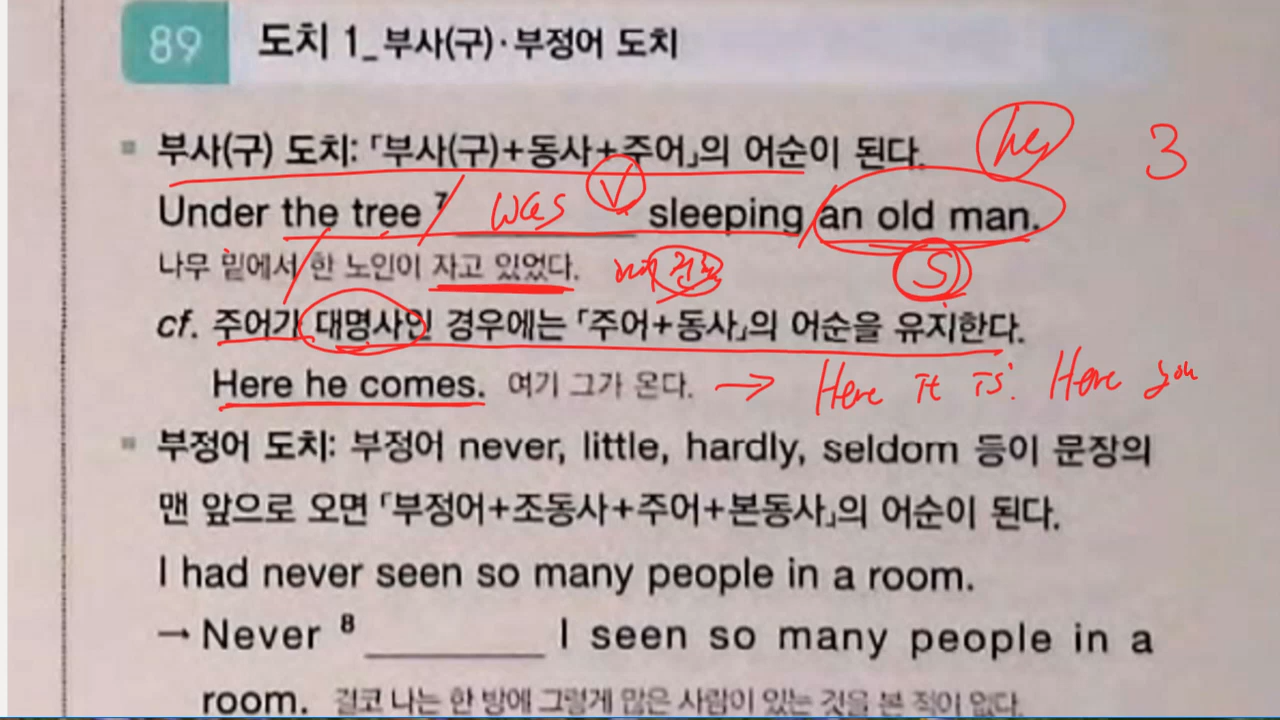 89 도치 1_부사(구)·부정어 도치
부사(구) 도치: 「부사(구)+동사+주어」의 어순이 된다.
he
3
V
Under the tree 7 was sleeping an old man.
나무 밑에서 한 노인이 자고 있었다.
S
cf. 주어가 대명사인 경우에는 「주어+동사」의 어순을 유지한다.
Here he comes. 여기 그가 온다. → Here it is. Here you
부정어 도치: 부정어 never, little, hardly, seldom 등이 문장의
맨 앞으로 오면 「부정어+조동사+주어+본동사」의 어순이 된다.
I had never seen so many people in a room.
→ Never 8 ________ I seen so many people in a
room. 결코 나는 한 방에 그렇게 많은 사람이 있는 것을 본 적이 없다.